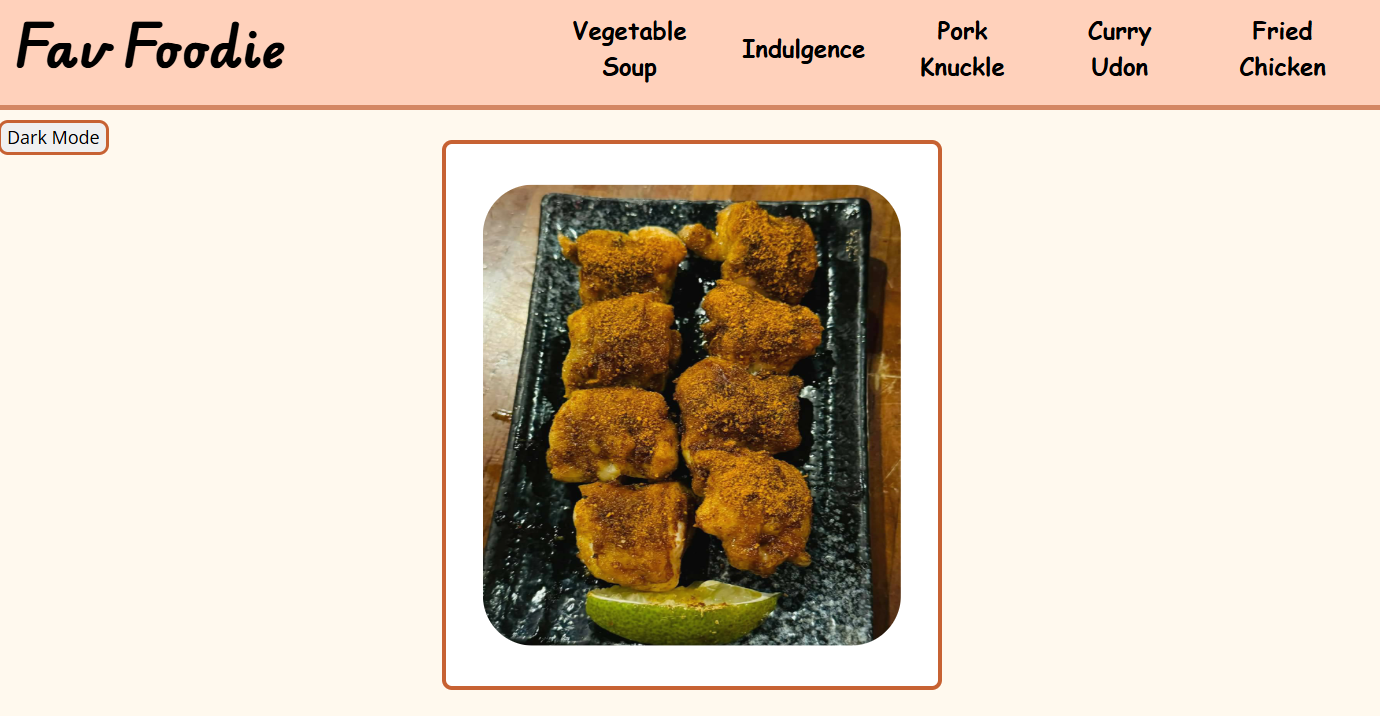 Fav Foodie
Vegetable
Soup
Indulgence
Pork
Knuckle
Curry
Udon
Fried
Chicken
Dark Mode